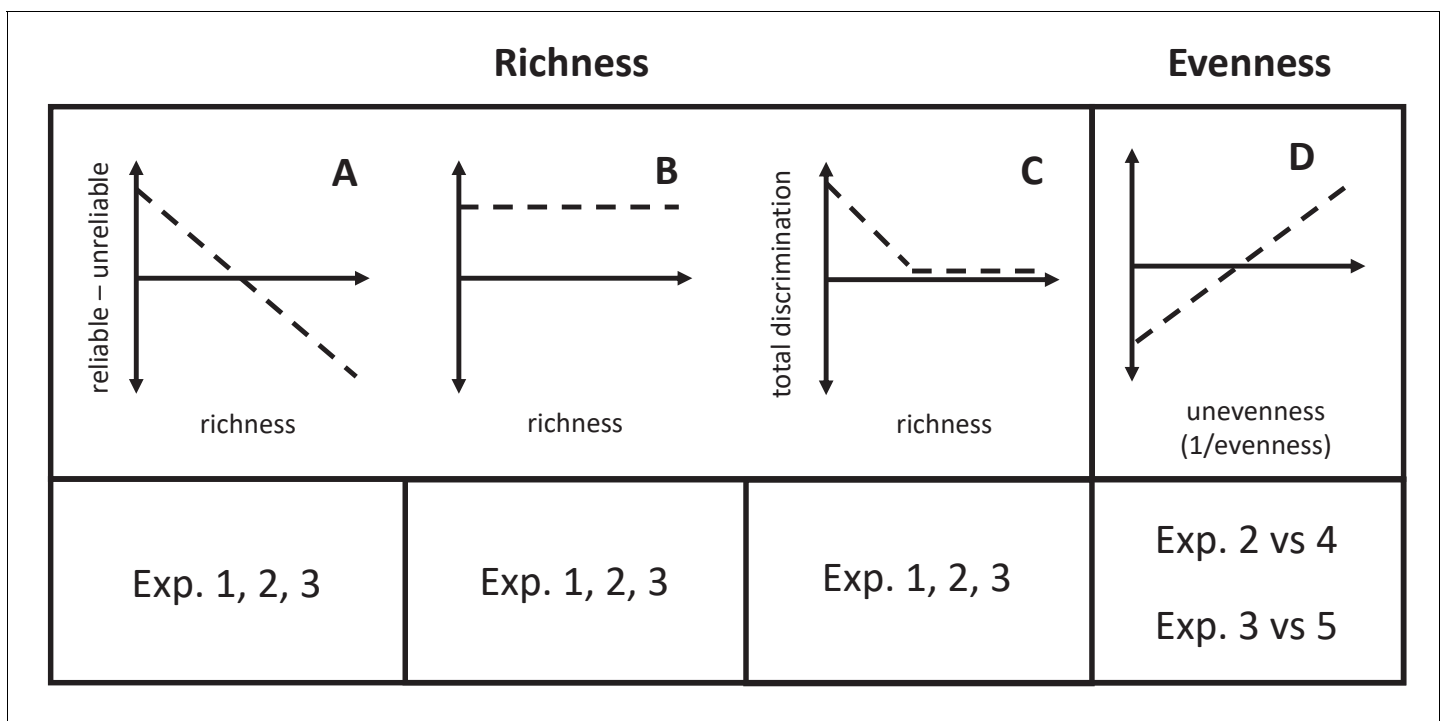 Richness
Evenness
A
reliable – unreliable
richness
B
richness
C
total discrimination
richness
D
unevenness
(1/evenness)
Exp. 1, 2, 3
Exp. 1, 2, 3
Exp. 1, 2, 3
Exp. 2 vs 4
Exp. 3 vs 5